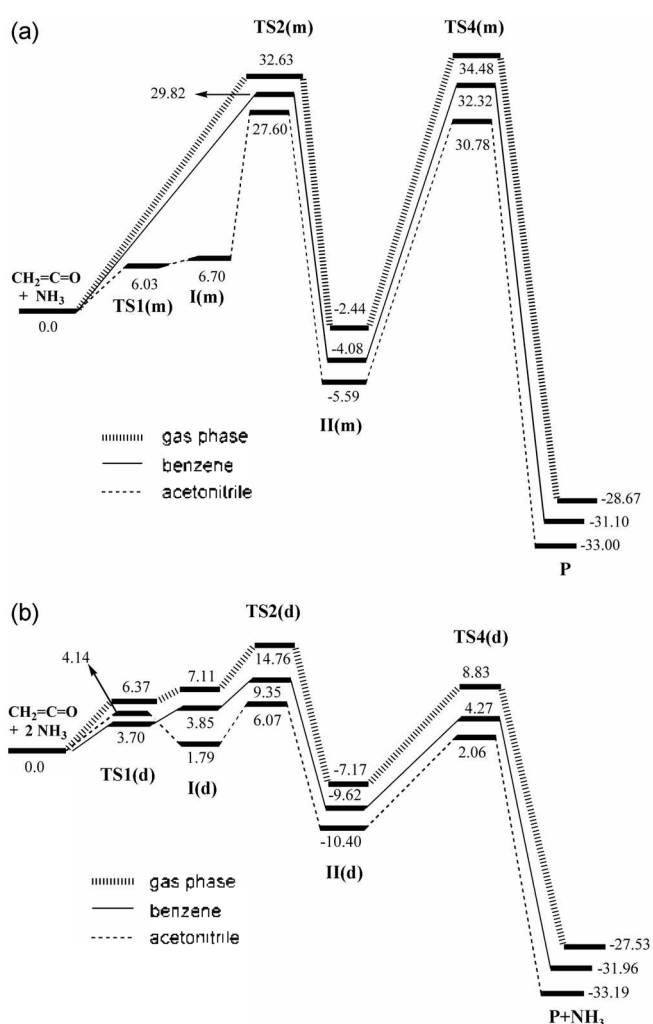 (a)
TS2(m)
TS4(m)
32.63
34.48
29.82
32.32
27.60
30.78
CH₂=C=O
+ NH₃
0.0
6.03
6.70
TS1(m)
I(m)
-2.44
-4.08
-5.59
II(m)
gas phase
benzene
acetonitrile
-28.67
-31.10
-33.00
P
(b)
TS2(d)
TS4(d)
4.14
14.76
6.37
7.11
8.83
9.35
4.27
CH₂=C=O
+ 2 NH₃
3.70
3.85
6.07
2.06
0.0
TS1(d)
1.79
I(d)
-7.17
-9.62
-10.40
II(d)
gas phase
benzene
acetonitrile
-27.53
-31.96
-33.19
P+NH₃